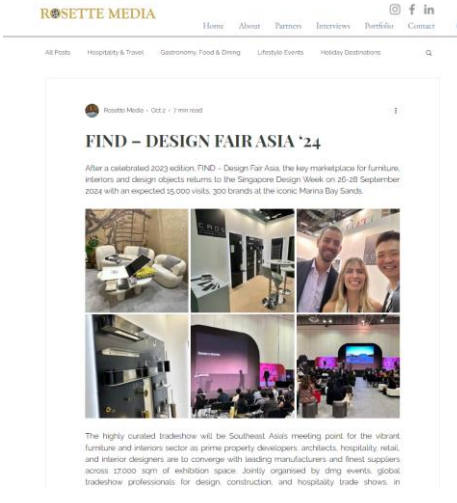 ROSETTE MEDIA
Home About Partners Interviews Portfolio Contact
All Posts Hospitality & Travel Gastronomy, Food & Dining Lifestyle Events Holiday Destinations
Rosette Media • Oct 2 • 7 min read
FIND – DESIGN FAIR ASIA ‘24
After a celebrated 2023 edition, FIND – Design Fair Asia, the key marketplace for furniture,
interiors and design objects returns to the Singapore Design Week on 26-28 September
2024 with an expected 15,000 visits, 300 brands at the iconic Marina Bay Sands.
The highly curated tradeshow will be Southeast Asia's meeting point for the vibrant
furniture and interiors sector as prime property developers, architects, hospitality, retail,
and interior designers are to converge with leading manufacturers and finest suppliers
across 17,000 sqm of exhibition space. Jointly organised by dmg events, global
tradeshow professionals for design, construction, and hospitality trade shows, in